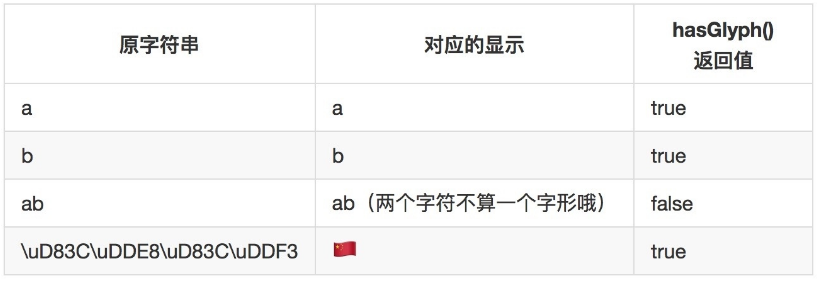 原字符串 对应的显示 hasGlyph()
返回值
a a true
b b true
ab ab（两个字符不算一个字形哦） false
\uD83C\uDDE8\uD83C\uDDF3 🇨🇳 true